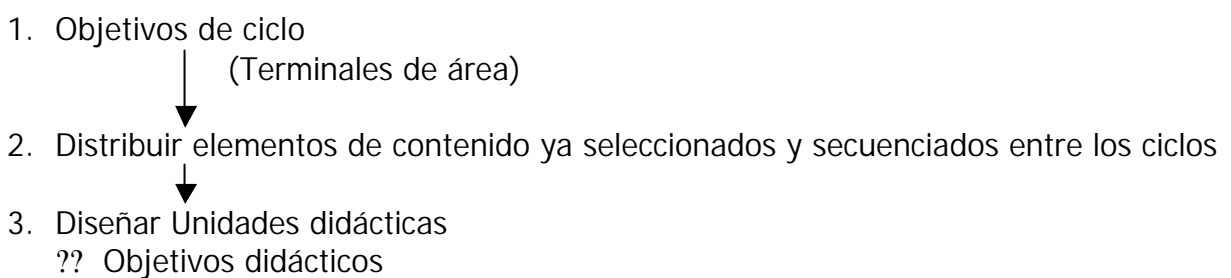 1. Objetivos de ciclo
(Terminales de área)
2. Distribuir elementos de contenido ya seleccionados y secuenciados entre los ciclos
3. Diseñar Unidades didácticas
?? Objetivos didácticos